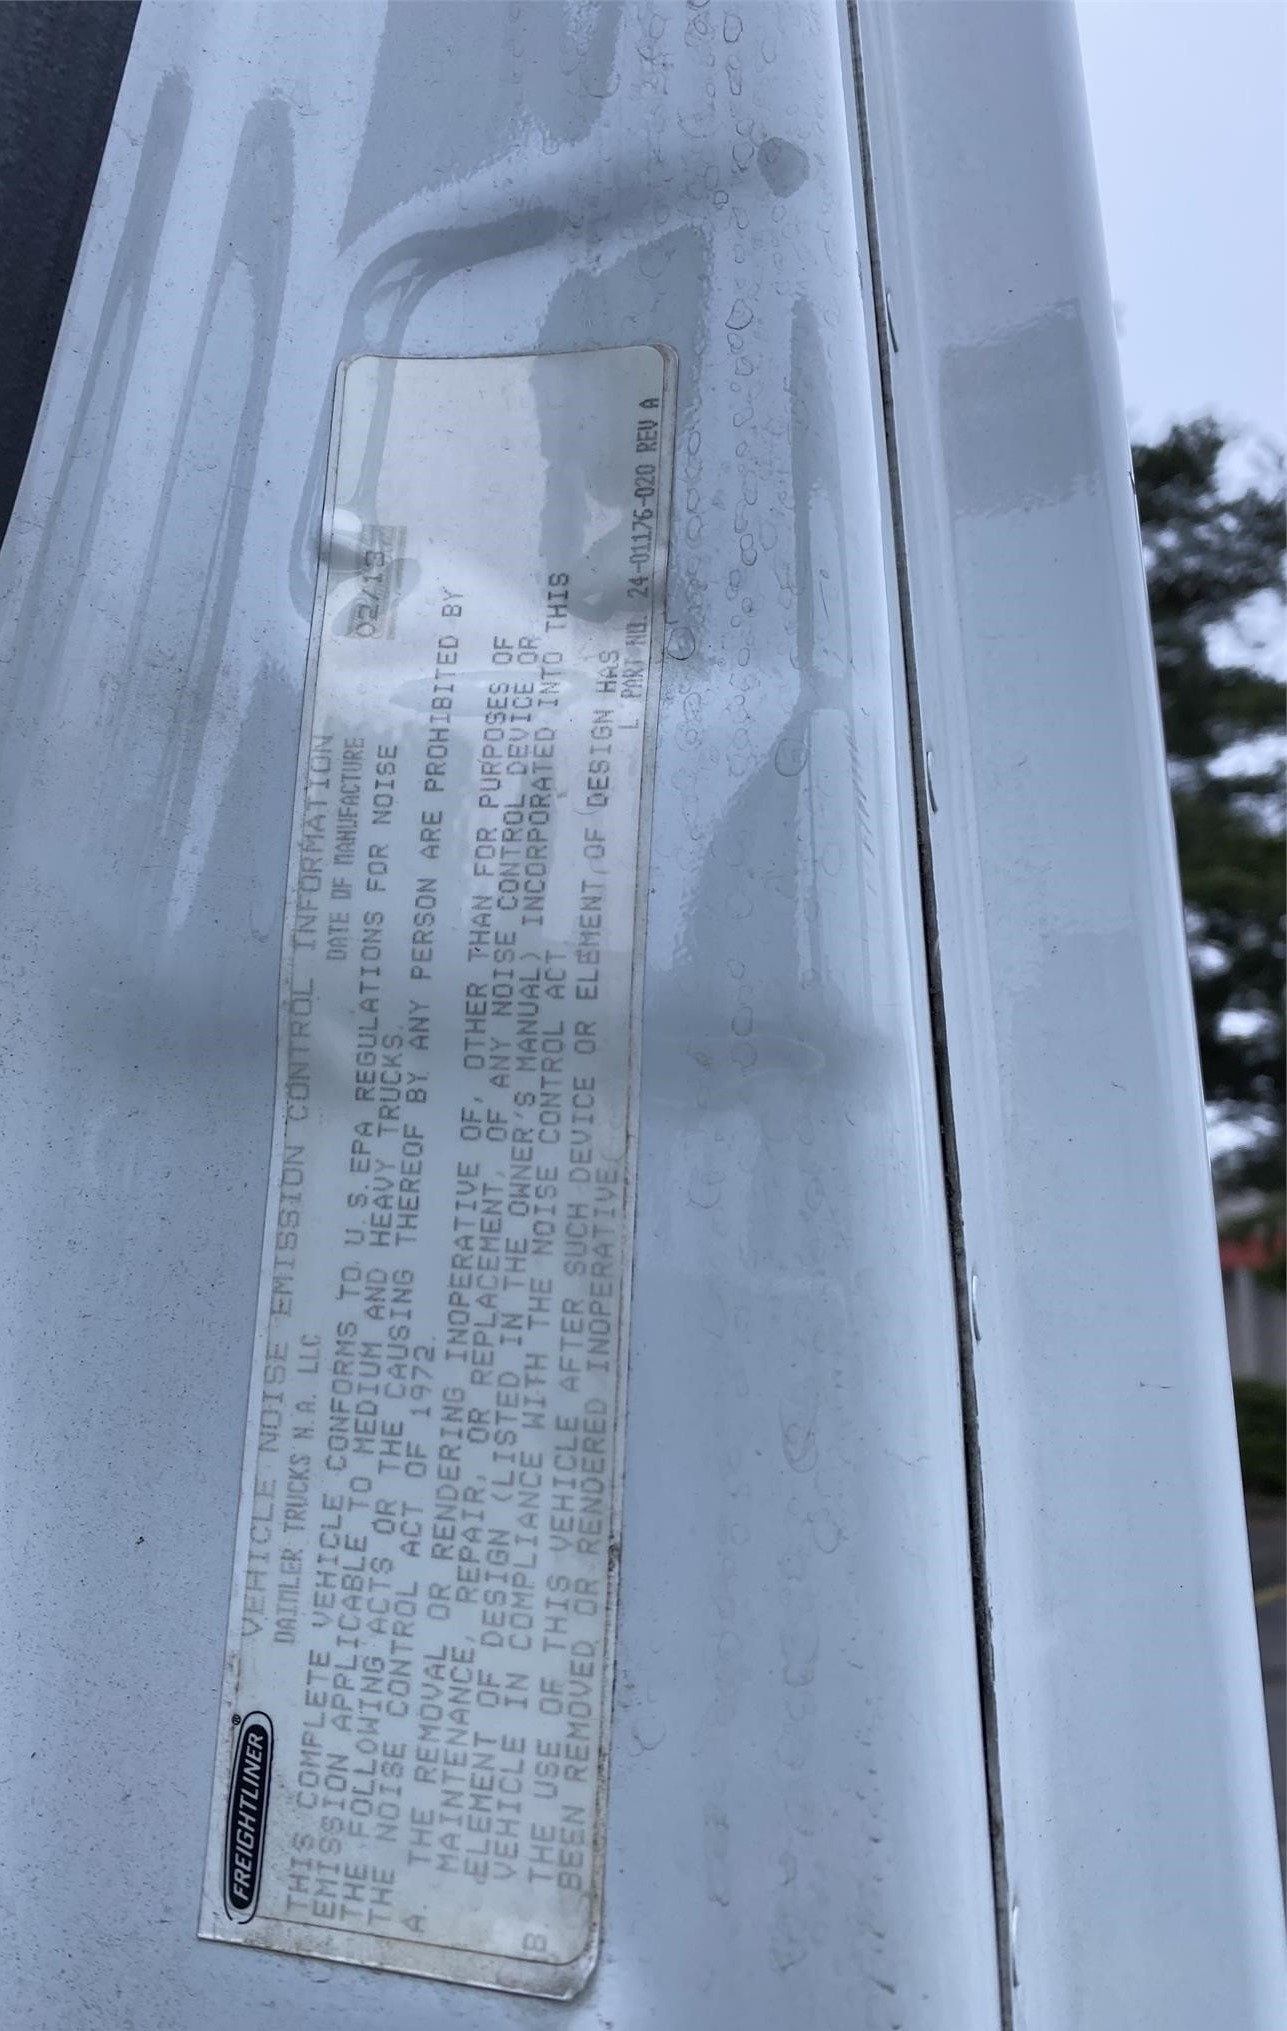 FREIGHTLINER®
VEHICLE NOISE EMISSION CONTROL INFORMATION
DAIMLER TRUCKS N.A. LLC DATE OF MANUFACTURE 02/13
THIS COMPLETE VEHICLE CONFORMS TO U.S.EPA REGULATIONS FOR NOISE
EMISSION APPLICABLE TO MEDIUM AND HEAVY TRUCKS.
THE FOLLOWING ACTS OR THE CAUSING THEREOF BY ANY PERSON ARE PROHIBITED BY
THE NOISE CONTROL ACT OF 1972.
A. THE REMOVAL OR RENDERING INOPERATIVE OF, OTHER THAN FOR PURPOSES OF
MAINTENANCE, REPAIR, OR REPLACEMENT, OF ANY NOISE CONTROL DEVICE OR
ELEMENT OF DESIGN (LISTED IN THE OWNER'S MANUAL) INCORPORATED INTO THIS
VEHICLE IN COMPLIANCE WITH THE NOISE CONTROL ACT
B THE USE OF THIS VEHICLE AFTER SUCH DEVICE OR ELEMENT OF DESIGN HAS
BEEN REMOVED OR RENDERED INOPERATIVE.
L PART NO. 24-01176-020 REV A